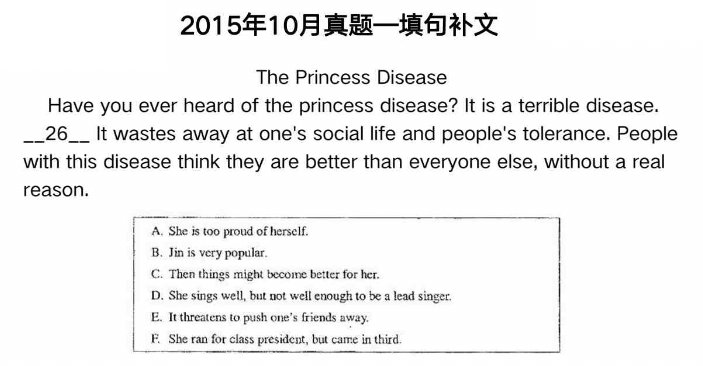 2015年10月真题—填句补文
The Princess Disease
Have you ever heard of the princess disease? It is a terrible disease.
__26__ It wastes away at one's social life and people's tolerance. People
with this disease think they are better than everyone else, without a real
reason.
A. She is too proud of herself.
B. Jin is very popular.
C. Then things might become better for her.
D. She sings well, but not well enough to be a lead singer.
E. It threatens to push one's friends away.
F. She ran for class president, but came in third.